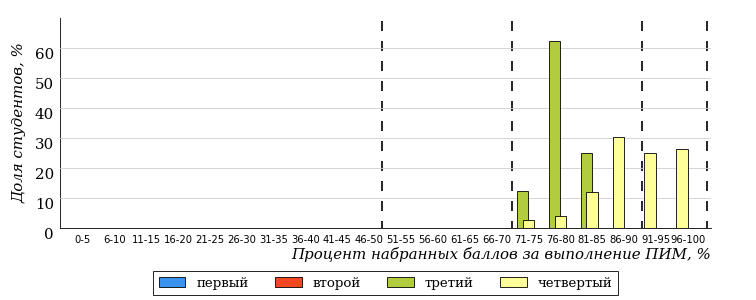 Доля студентов, %
60
50
40
30
20
10
0
0-5 6-10 11-15 16-20 21-25 26-30 31-35 36-40 41-45 46-50 51-55 56-60 61-65 66-70 71-75 76-80 81-85 86-90 91-95 96-100
Процент набранных баллов за выполнение ПИМ, %
первый второй третий четвертый